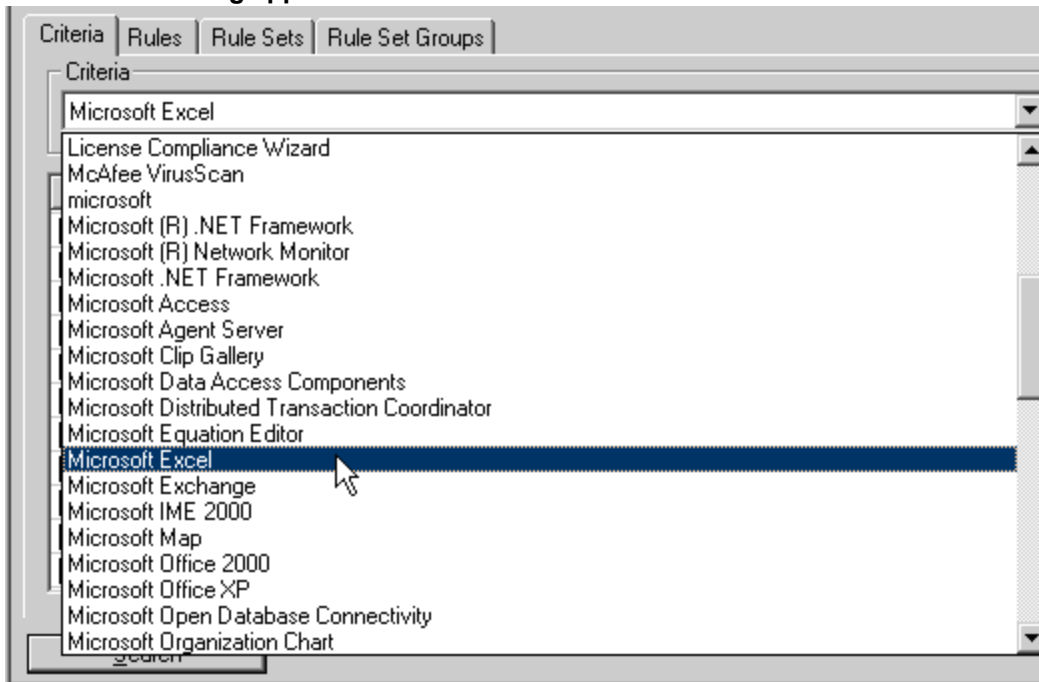 Criteria Rules Rule Sets Rule Set Groups
Criteria
Microsoft Excel
License Compliance Wizard
McAfee VirusScan
microsoft
Microsoft (R) .NET Framework
Microsoft (R) Network Monitor
Microsoft .NET Framework
Microsoft Access
Microsoft Agent Server
Microsoft Clip Gallery
Microsoft Data Access Components
Microsoft Distributed Transaction Coordinator
Microsoft Equation Editor
Microsoft Excel
Microsoft Exchange
Microsoft IME 2000
Microsoft Map
Microsoft Office 2000
Microsoft Office XP
Microsoft Open Database Connectivity
Microsoft Organization Chart
Search